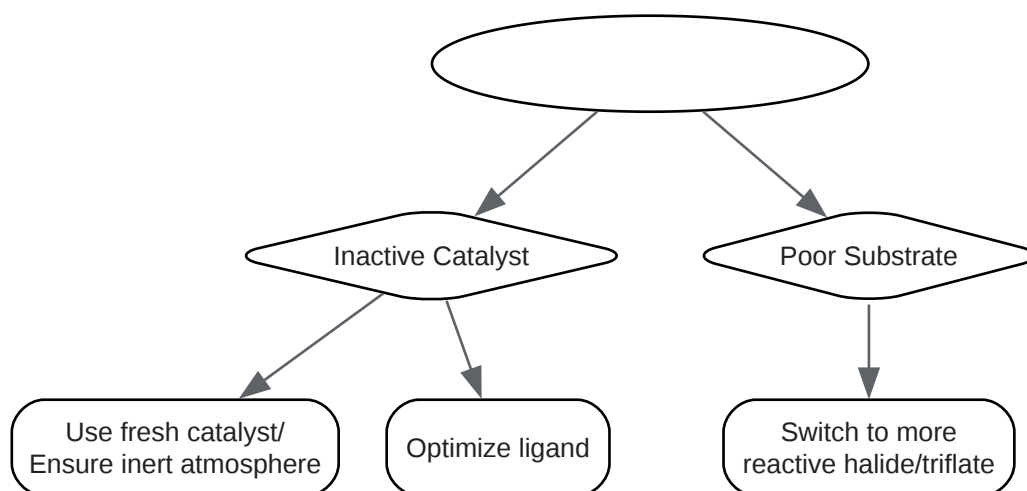 Inactive Catalyst
Poor Substrate
Use fresh catalyst/
Ensure inert atmosphere
Optimize ligand
Switch to more
reactive halide/triflate